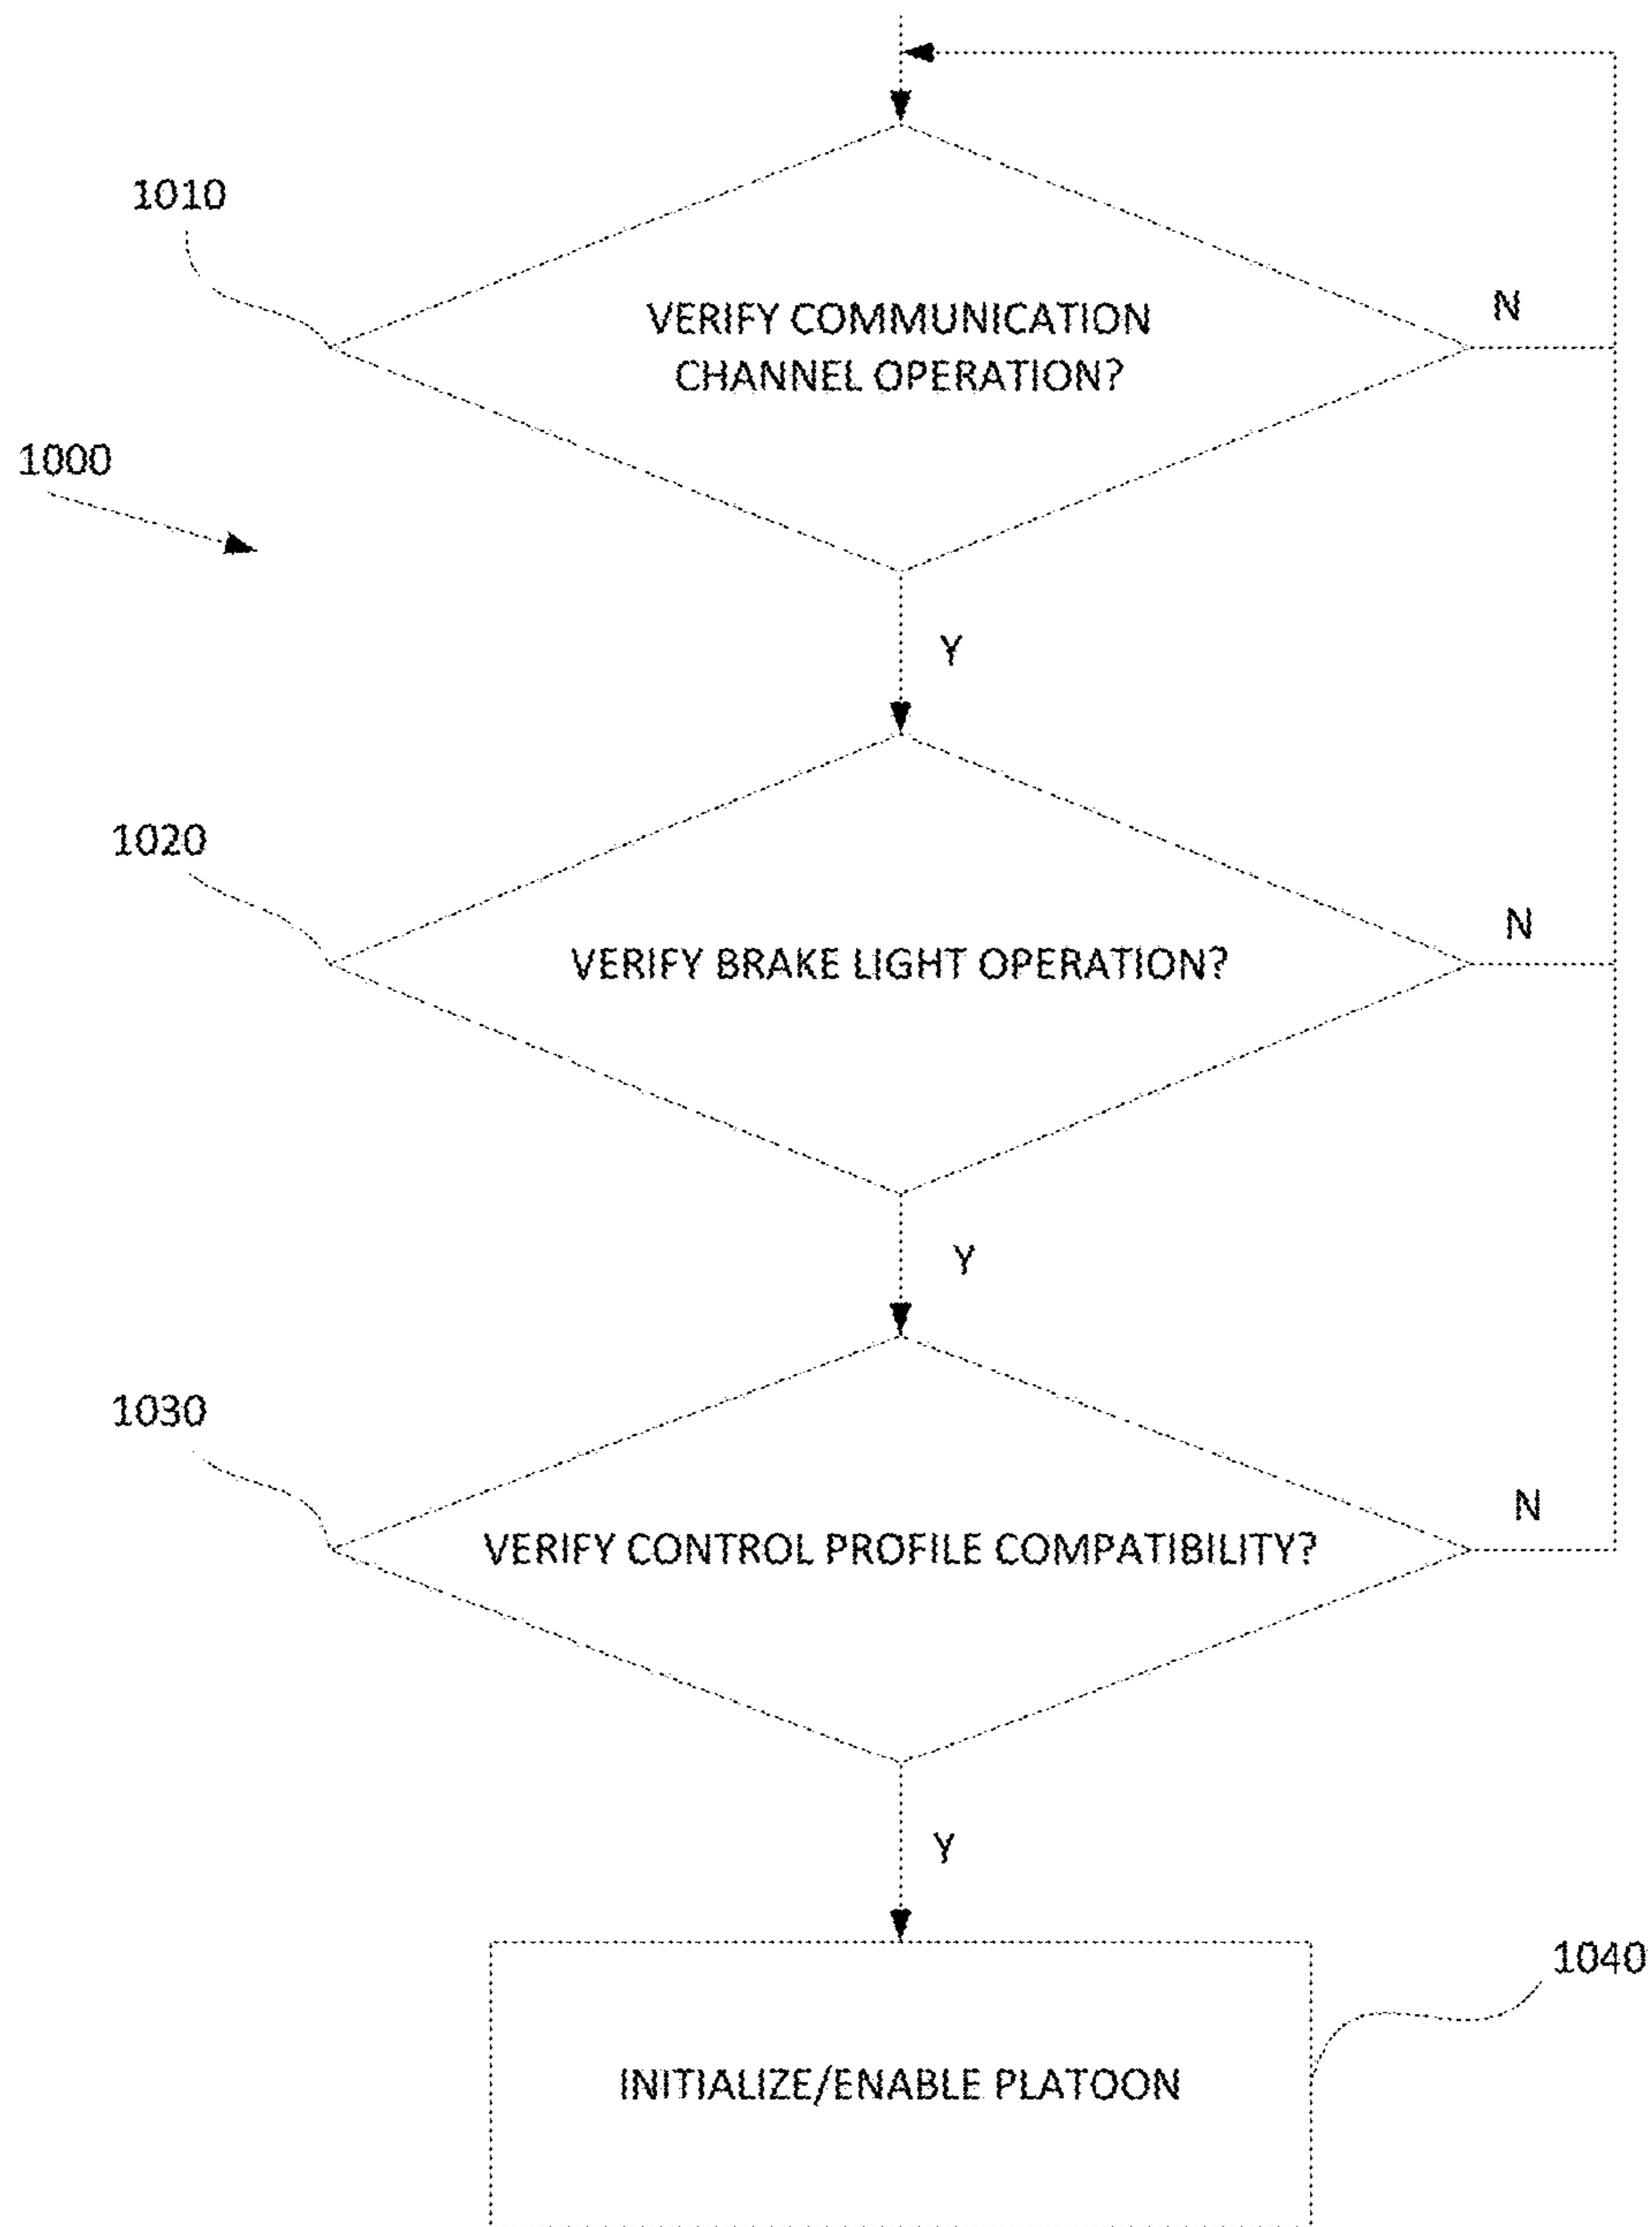 1010
VERIFY COMMUNICATION
CHANNEL OPERATION?
N
1000
Y
1020
VERIFY BRAKE LIGHT OPERATION?
N
Y
1030
VERIFY CONTROL PROFILE COMPATIBILITY?
N
Y
1040
INITIALIZE/ENABLE PLATOON